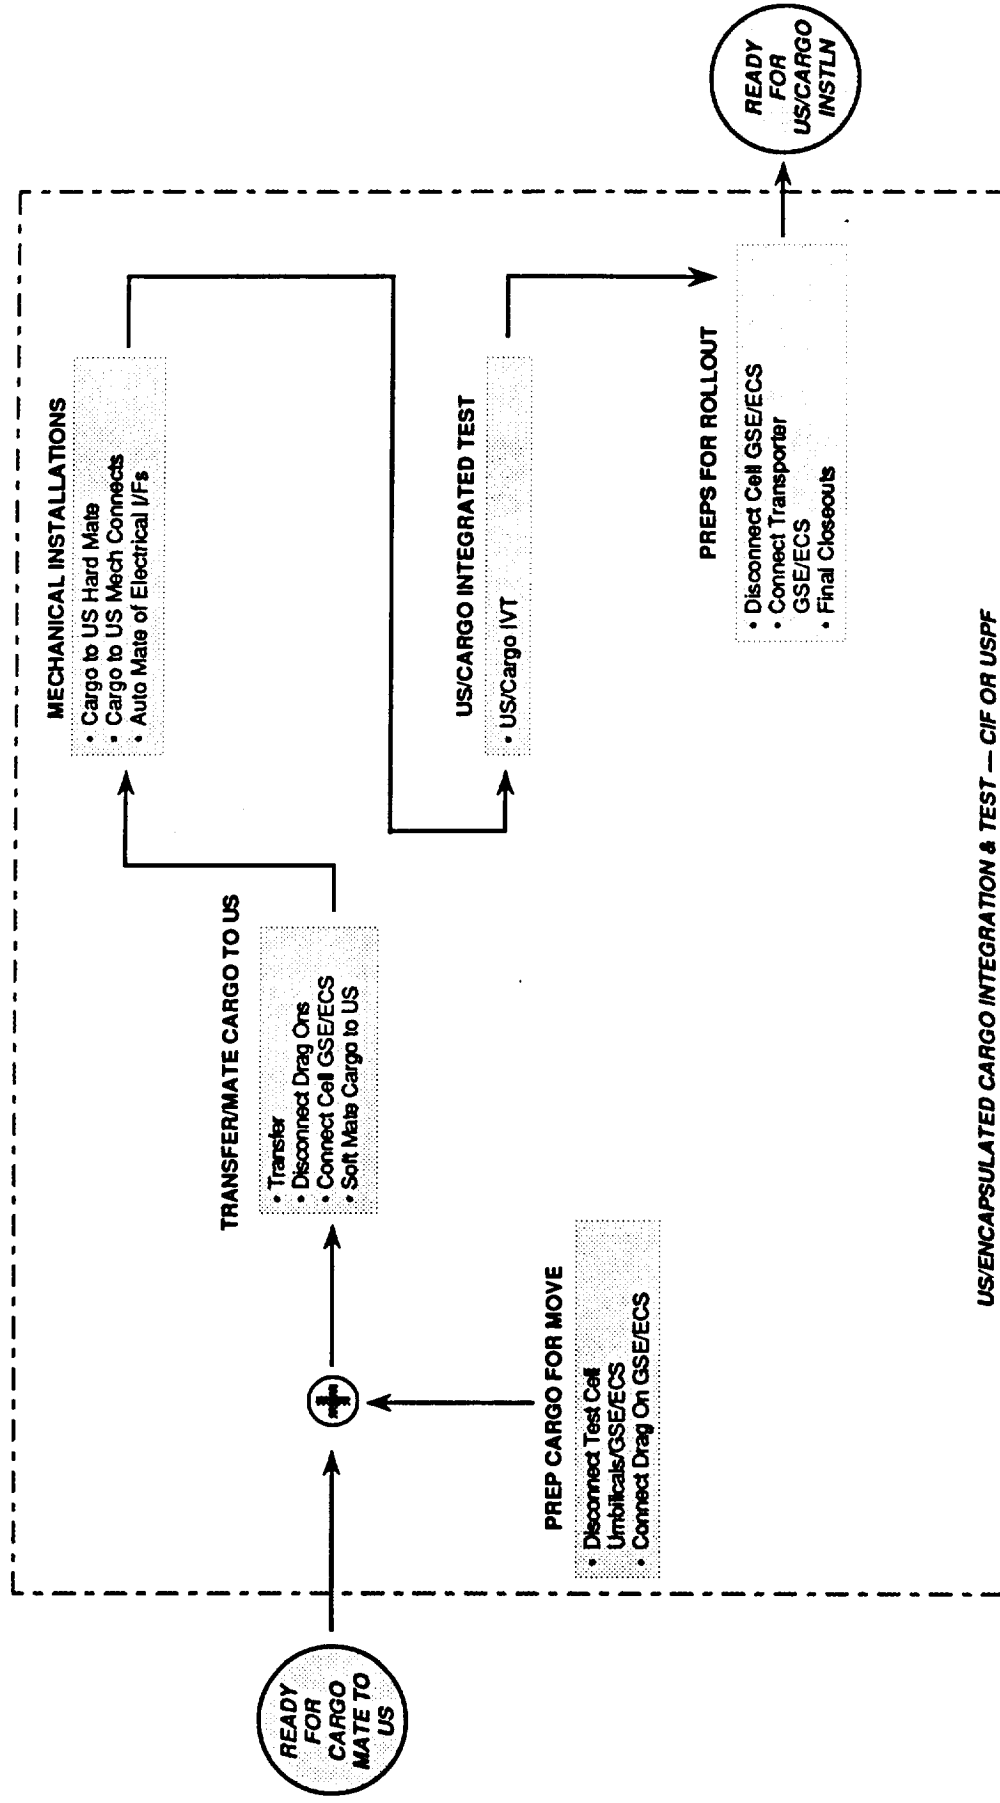 READY
FOR
CARGO
MATE TO
US
+
PREP CARGO FOR MOVE
• Disconnect Test Cell
Umbilicals/GSE/ECS
• Connect Drag On GSE/ECS
TRANSFER/MATE CARGO TO US
• Transfer
• Disconnect Drag Ons
• Connect Cell GSE/ECS
• Soft Mate Cargo to US
MECHANICAL INSTALLATIONS
• Cargo to US Hard Mate
• Cargo to US Mech Connects
• Auto Mate of Electrical I/Fs
US/CARGO INTEGRATED TEST
• US/Cargo IVT
PREPS FOR ROLLOUT
• Disconnect Cell GSE/ECS
• Connect Transporter
GSE/ECS
• Final Closeouts
READY
FOR
US/CARGO
INSTLN
US/ENCAPSULATED CARGO INTEGRATION & TEST — CIF OR USPF